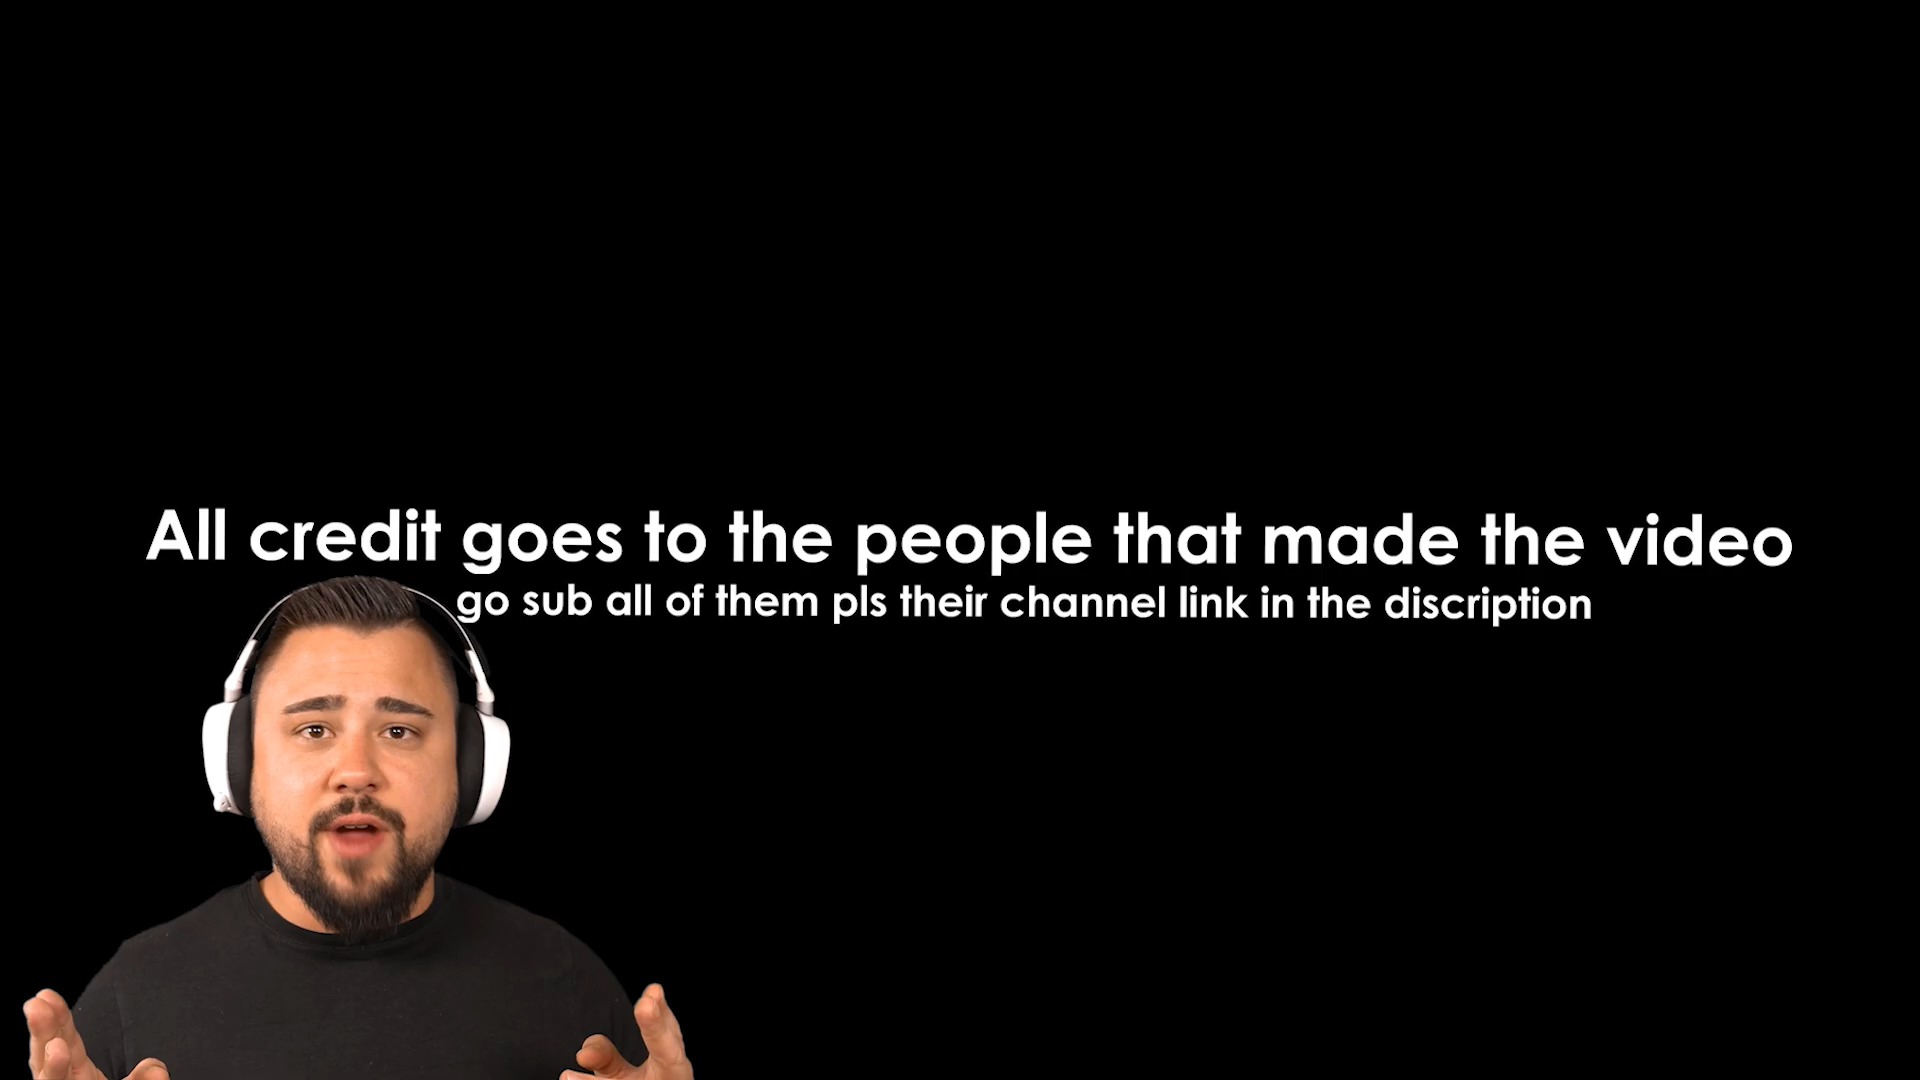 All credit goes to the people that made the video
go sub all of them pls their channel link in the discription